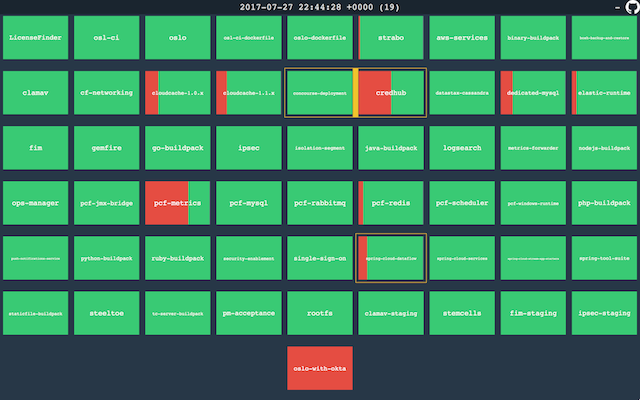 2017-07-27 22:44:28 +0000 (19) -
LicenseFinder osl-ci oslo osl-ci-dockerfile oslo-dockerfile strabo aws-services binary-buildpack
clamav cf-networking cloudcache-1.0.x cloudcache-1.1.x concourse-deployment credhub datastax-cassandra dedicated-mysql elastic-runtime
fim gemfire go-buildpack ipsec isolation-segment java-buildpack logsearch metrics-forwarder nodejs-buildpack
ops-manager pcf-jmx-bridge pcf-metrics pcf-mysql pcf-rabbitmq pcf-redis pcf-scheduler pcf-windows-runtime php-buildpack
push-notifications-service python-buildpack ruby-buildpack security-enablement single-sign-on spring-cloud-dataflow spring-cloud-services spring-tool-suite
staticfile-buildpack steeltoe tc-server-buildpack pm-acceptance rootfs clamav-staging stemcells fim-staging ipsec-staging
oslo-with-okta